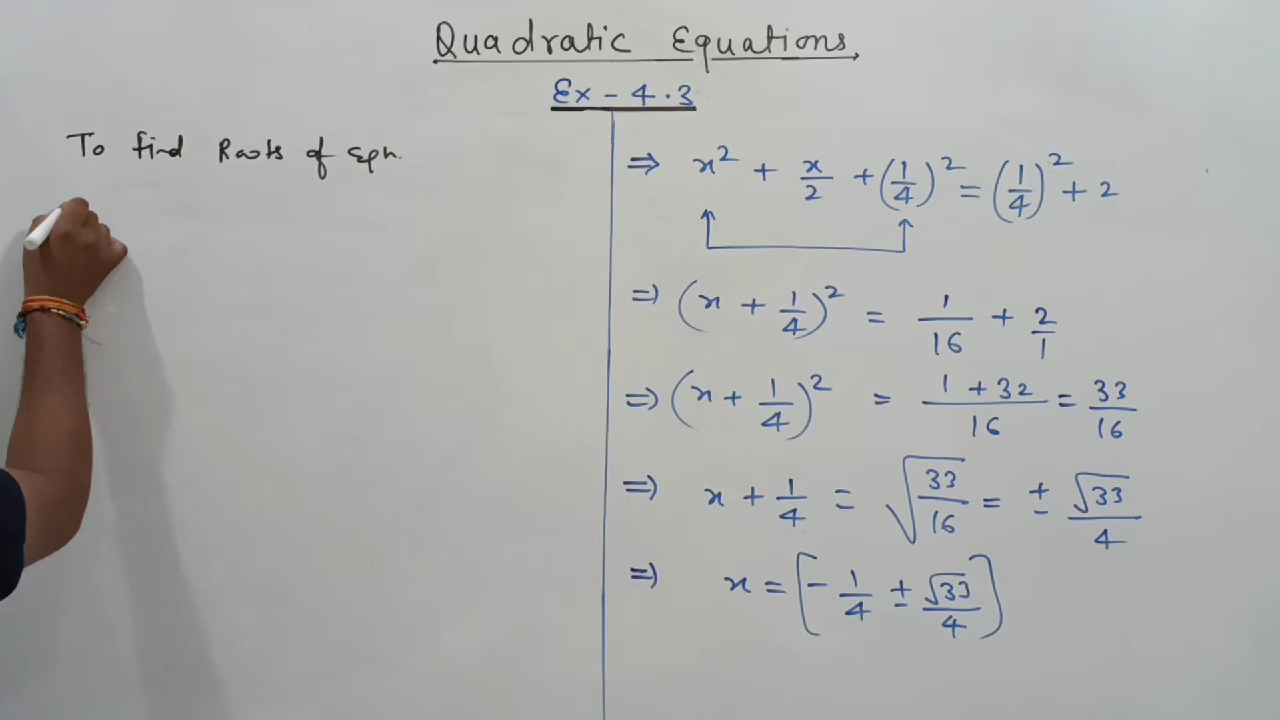 Quadratic Equations
Ex - 4.3
To find Roots of Eqn.
⇒ x² + x/2 + (1/4)² = (1/4)² + 2
⇒ (x + 1/4)² = 1/16 + 2/1
⇒ (x + 1/4)² = (1 + 32)/16 = 33/16
⇒ x + 1/4 = √(33/16) = ± √33/4
⇒ x = [- 1/4 ± √33/4]